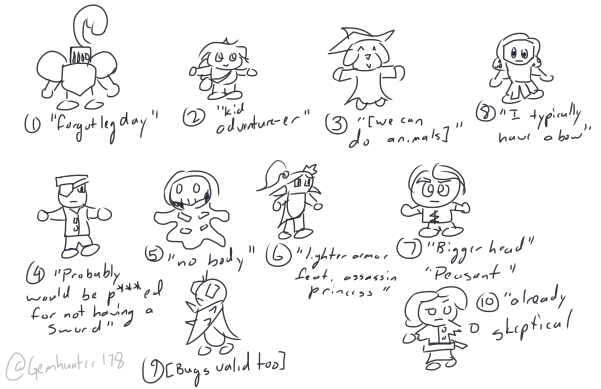 ① "forgot leg day"
② "kid
adventure-er"
③ "[we can
do animals]"
⑧ "I typically
have a bow"
④ "Probably
would be p***ed
for not having a
sword"
⑤ "no body"
⑥ "lighter armor
feat. assassin
princess"
⑦ "Bigger head"
"Peasant"
⑨ [Bugs valid too]
⑩ "already
skeptical
@Gemhunter178